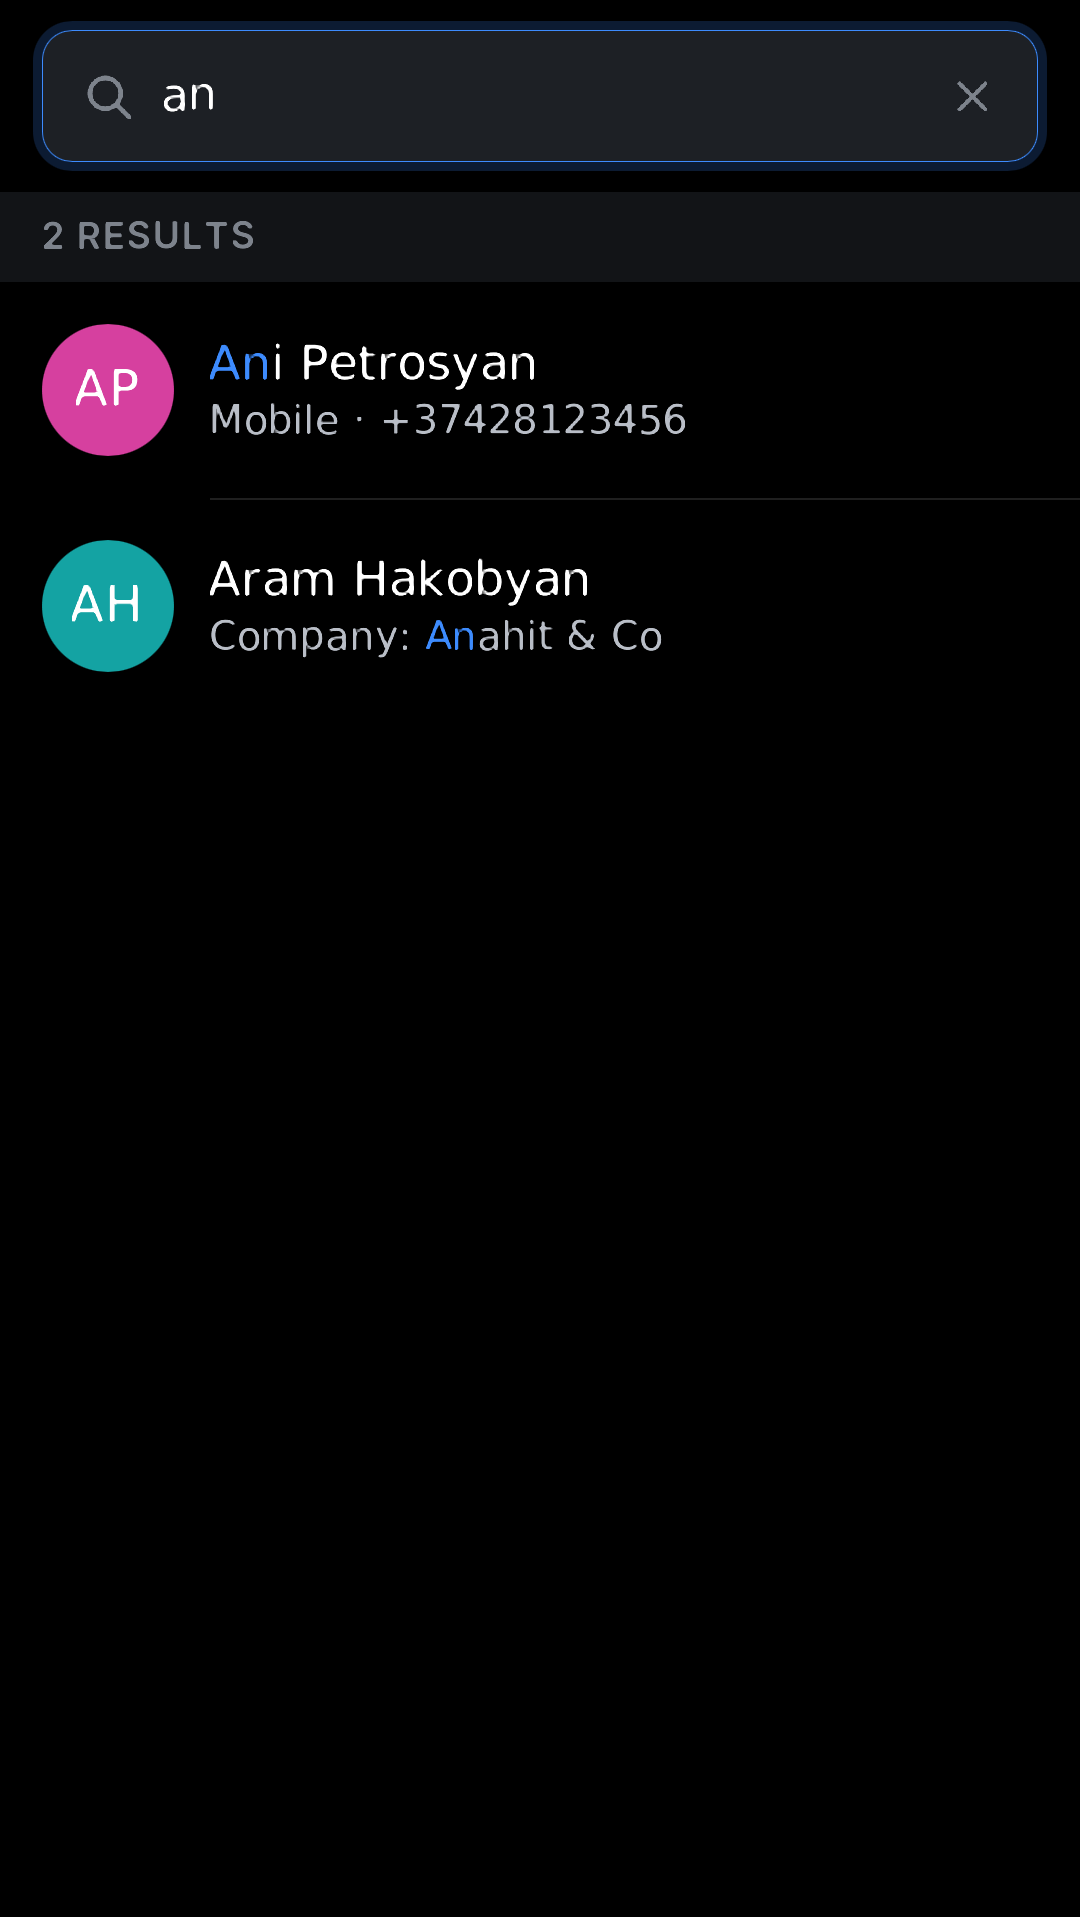 an
2 RESULTS
AP
Ani Petrosyan
Mobile · +37428123456
AH
Aram Hakobyan
Company: Anahit & Co